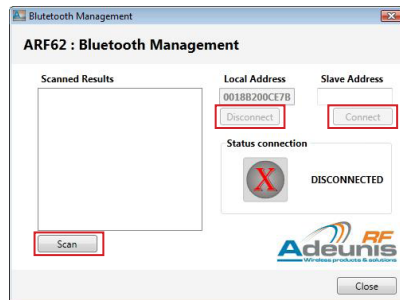 Blutetooth Management
ARF62 : Bluetooth Management
Scanned Results
Local Address
Slave Address
0018B200CE7B
Disconnect
Connect
Status connection
X
DISCONNECTED
Scan
Adeunis RF
Wireless products & solutions
Close